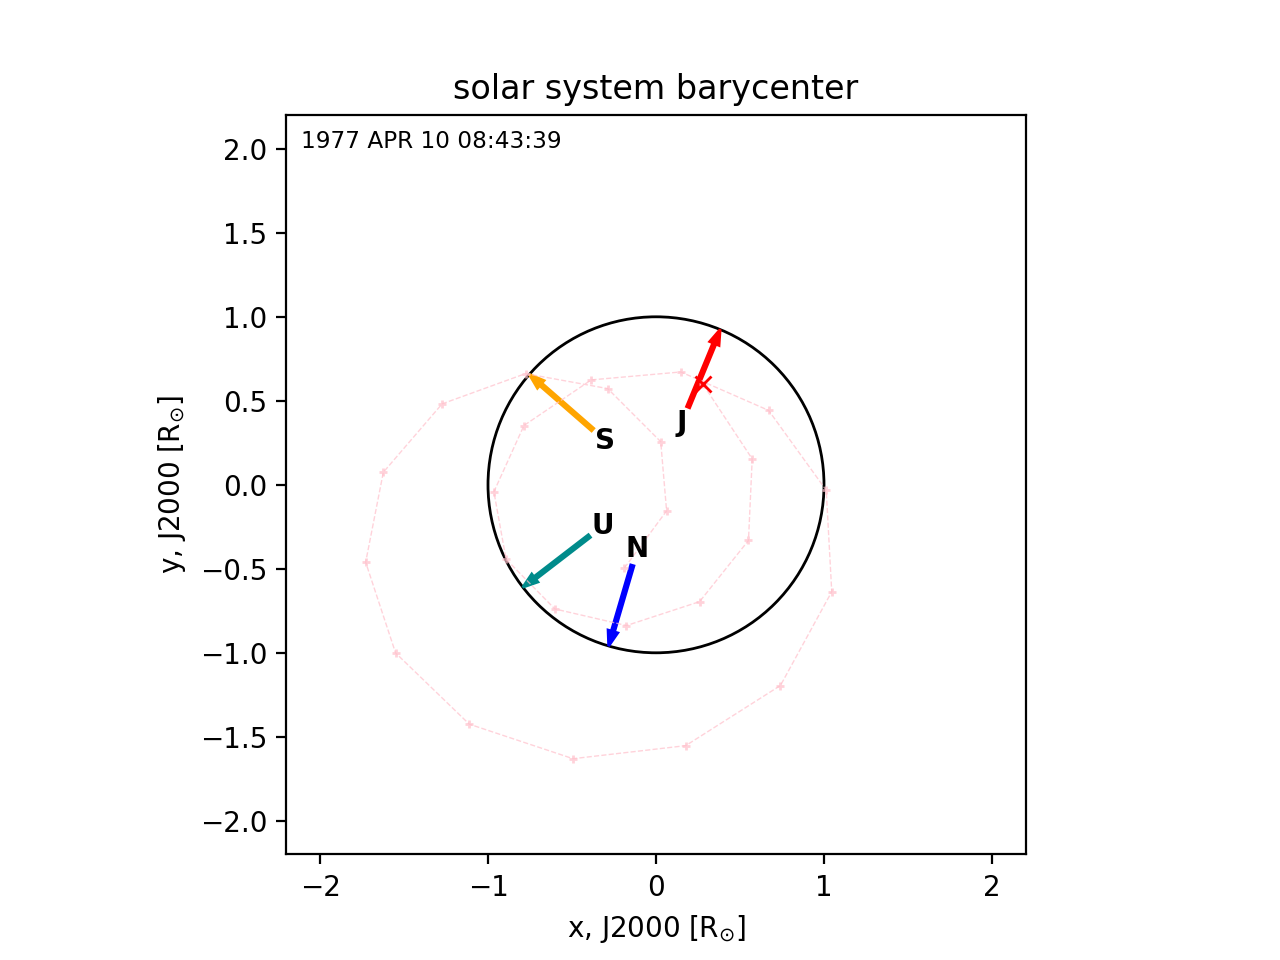 solar system barycenter
1977 APR 10 08:43:39
2.0
1.5
1.0
0.5
0.0
−0.5
−1.0
−1.5
−2.0
y, J2000 [R☉]
J
S
U
N
−2 −1 0 1 2
x, J2000 [R☉]